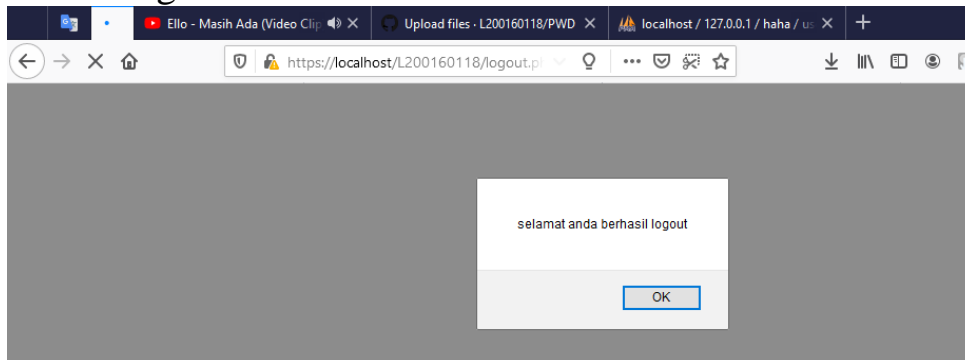 Ello - Masih Ada (Video Clip
Upload files · L200160118/PWD
localhost / 127.0.0.1 / haha / us
https://localhost/L200160118/logout.p
selamat anda berhasil logout
OK